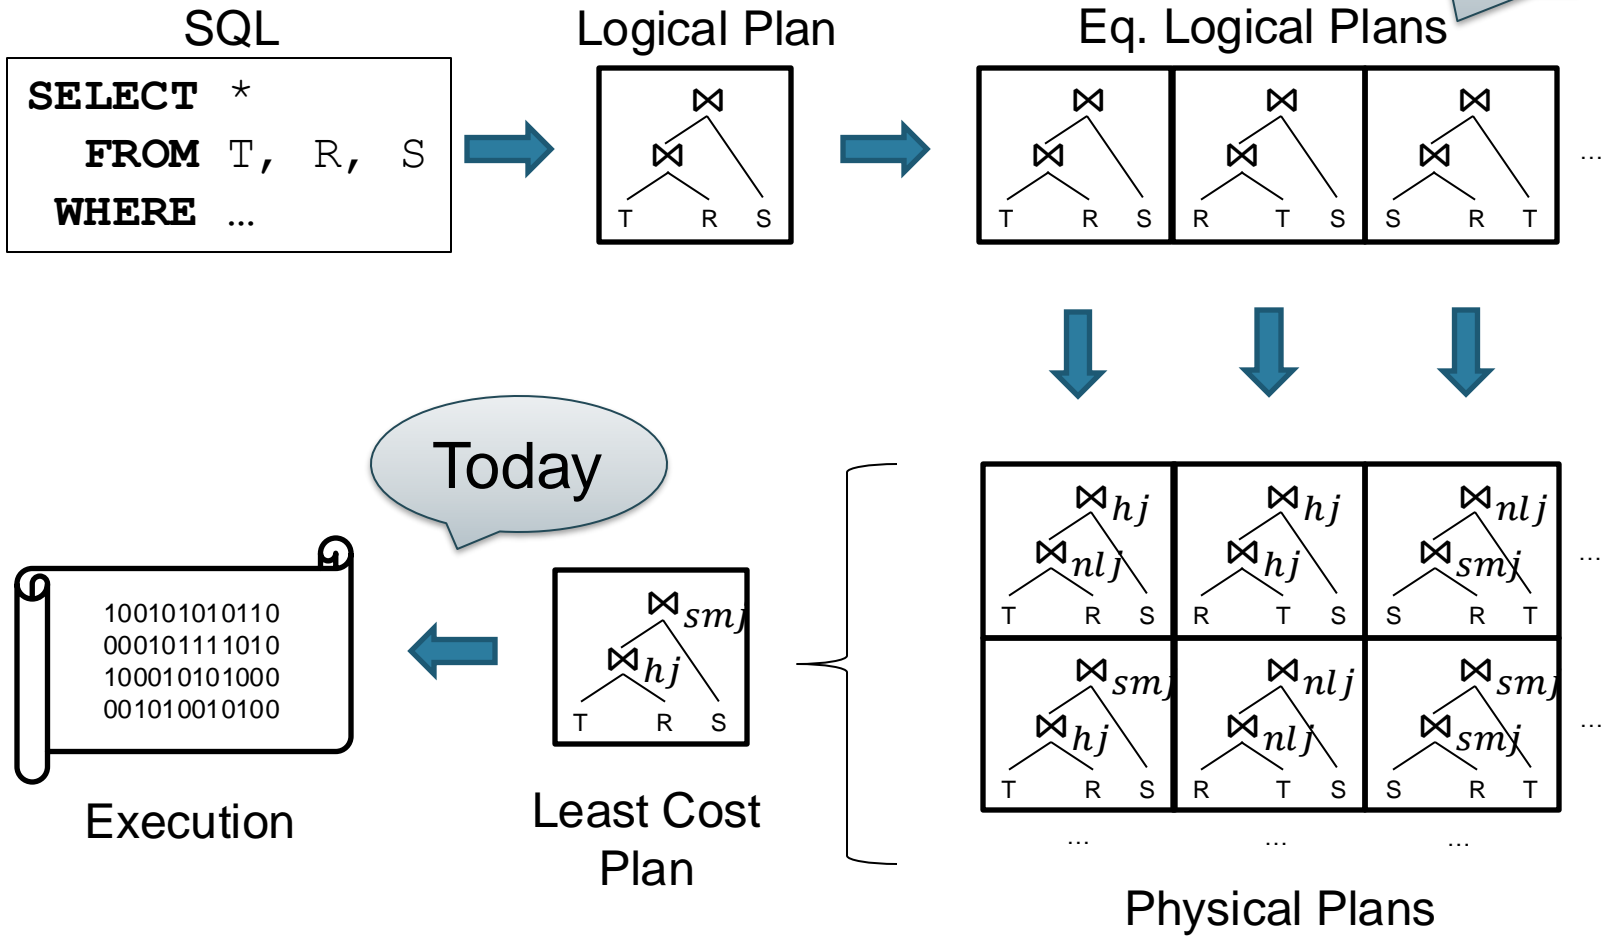 SQL
SELECT *
FROM T, R, S
WHERE …
Logical Plan
⋈
⋈
T R S
Eq. Logical Plans
⋈ ⋈ ⋈
⋈ ⋈ ⋈ …
T R S R T S S R T
Today
⋈hj ⋈hj ⋈nlj
⋈nlj ⋈hj ⋈smj …
T R S R T S S R T
⋈smj ⋈nlj ⋈smj
⋈hj ⋈nlj ⋈smj …
T R S R T S S R T
… … …
Physical Plans
⋈smj
⋈hj
T R S
Least Cost
Plan
100101010110
000101111010
100010101000
001010010100
Execution